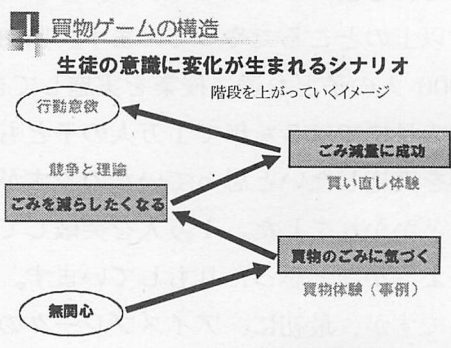 買物ゲームの構造
生徒の意識に変化が生まれるシナリオ
階段を上がっていくイメージ
行動意欲
ごみ減量に成功
買い直し体験
競争と理論
ごみを減らしたくなる
買物のごみに気づく
買物体験（事例）
無関心